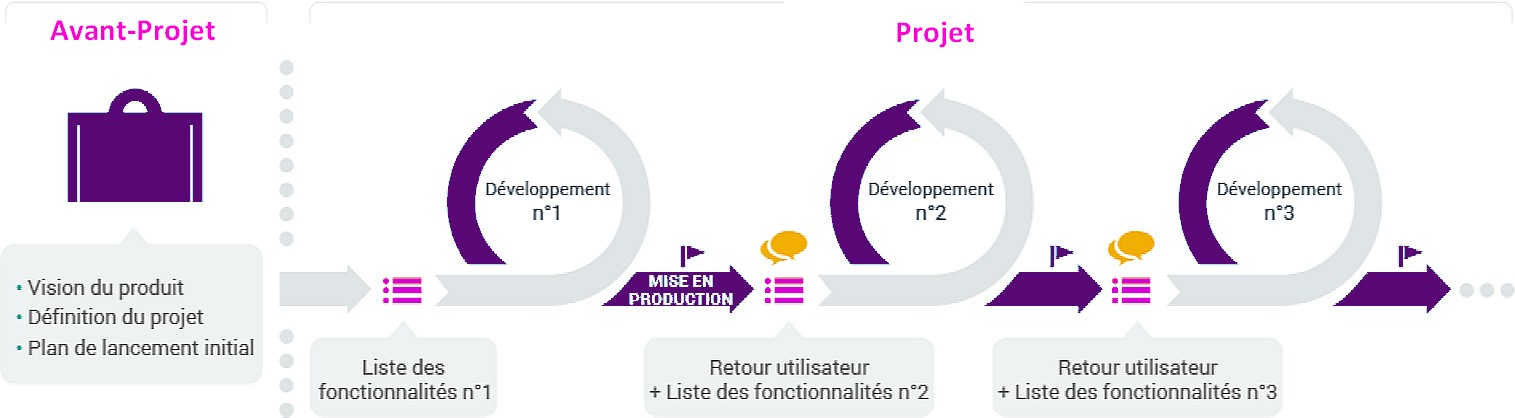 Avant-Projet
Projet
• Vision du produit
• Définition du projet
• Plan de lancement initial
Développement
n°1
Développement
n°2
Développement
n°3
MISE EN
PRODUCTION
Liste des
fonctionnalités n°1
Retour utilisateur
+ Liste des fonctionnalités n°2
Retour utilisateur
+ Liste des fonctionnalités n°3